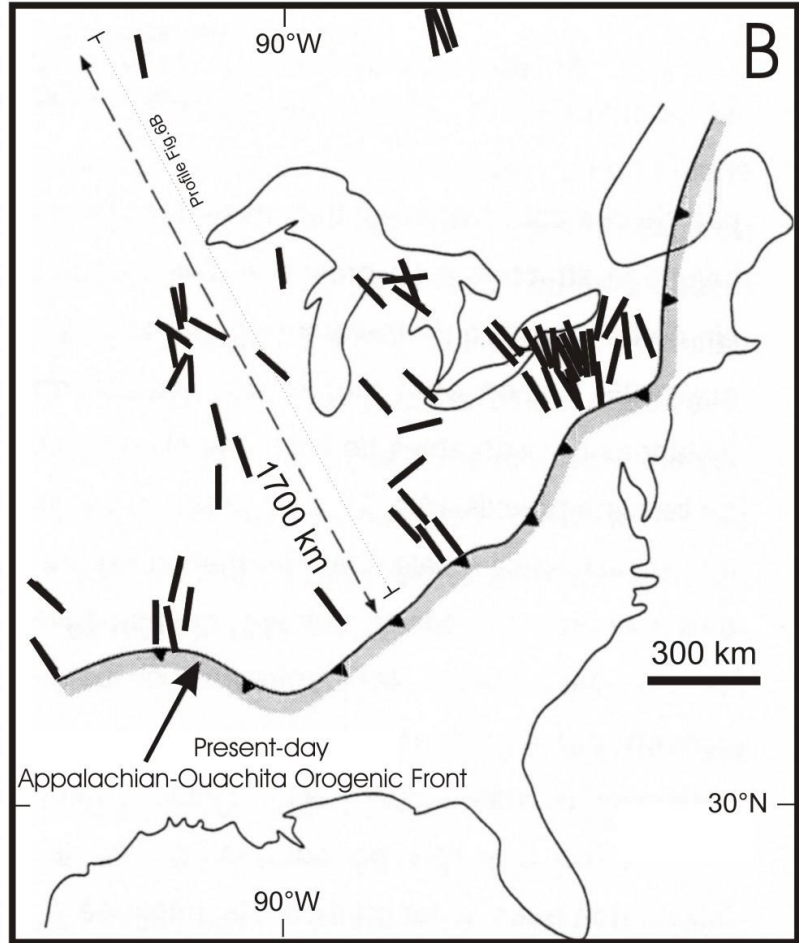 90°W
B
Profile Fig.6B
1700 km
300 km
Present-day
Appalachian-Ouachita Orogenic Front
30°N
90°W